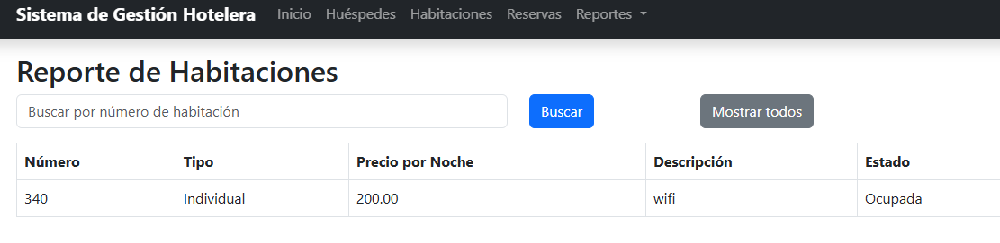 Sistema de Gestión Hotelera Inicio Huéspedes Habitaciones Reservas Reportes
Reporte de Habitaciones
Buscar por número de habitación Buscar Mostrar todos
Número Tipo Precio por Noche Descripción Estado
340 Individual 200.00 wifi Ocupada